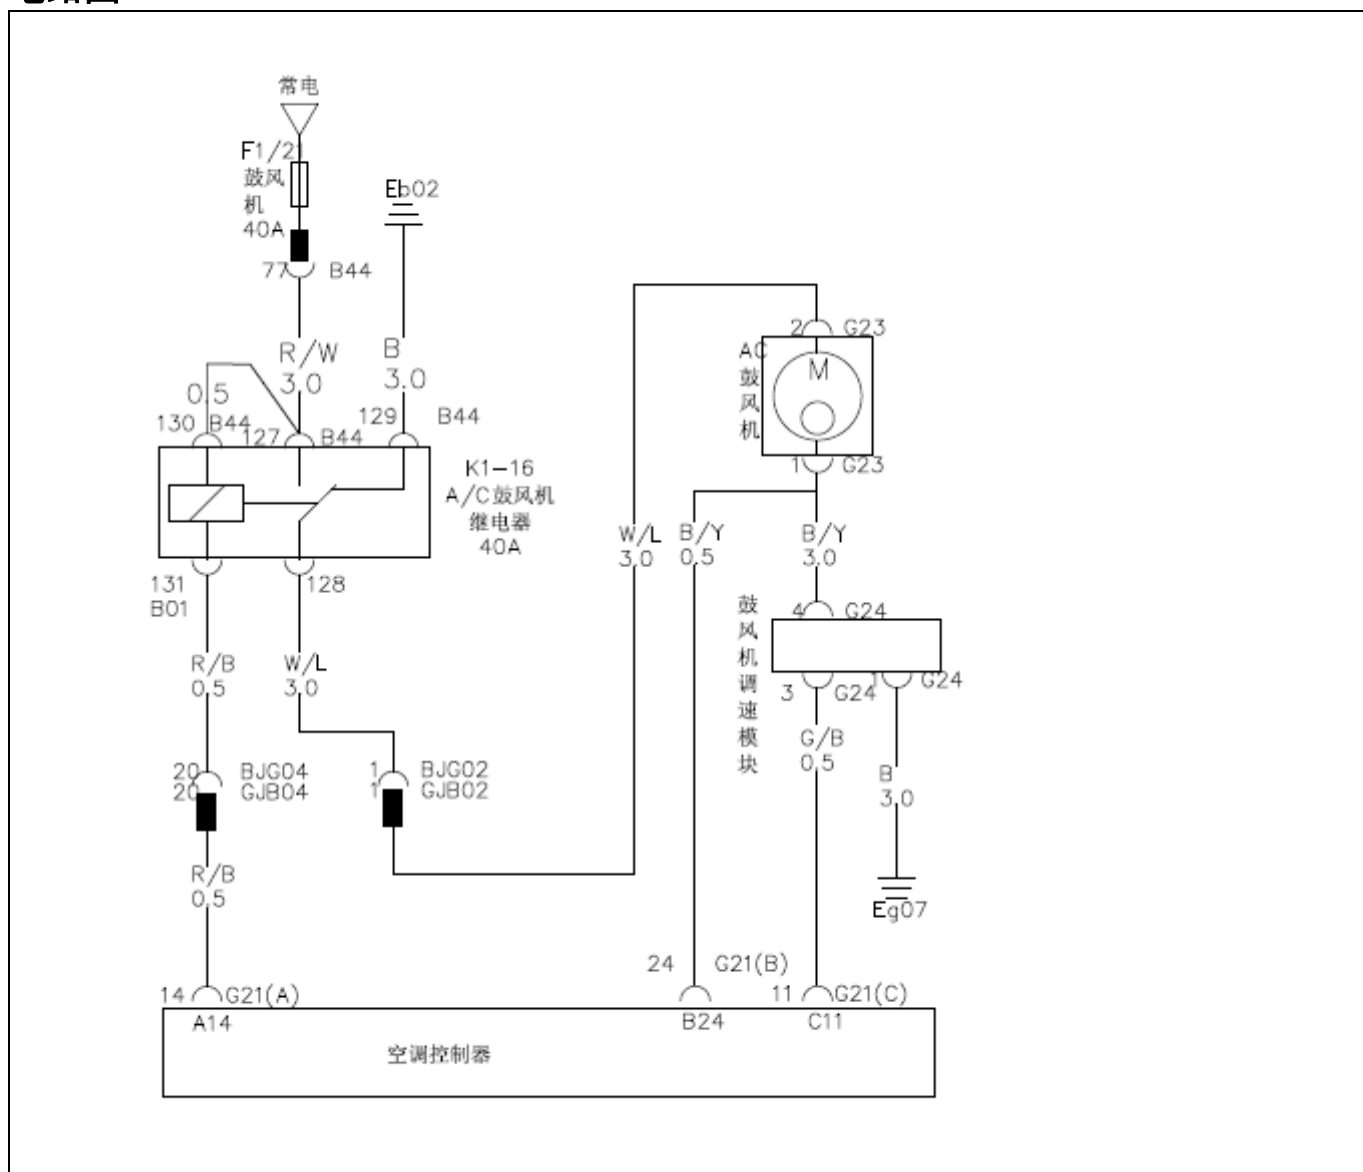 常电
F1/21
鼓风
机
40A
Eb02
77 B44
R/W
3.0
B
3.0
0.5
130 B44
127 B44
129 B44
K1-16
A/C鼓风机
继电器
40A
131
B01
128
2 G23
AC
鼓
风
机
M
1 G23
W/L
3.0
B/Y
0.5
B/Y
3.0
4 G24
鼓
风
机
调
速
模
块
3 G24
1 G24
R/B
0.5
W/L
3.0
G/B
0.5
B
3.0
20 BJG04
20 GJB04
1 BJG02
1 GJB02
R/B
0.5
Eg07
14 G21(A)
24 G21(B)
11 G21(C)
A14
B24
C11
空调控制器